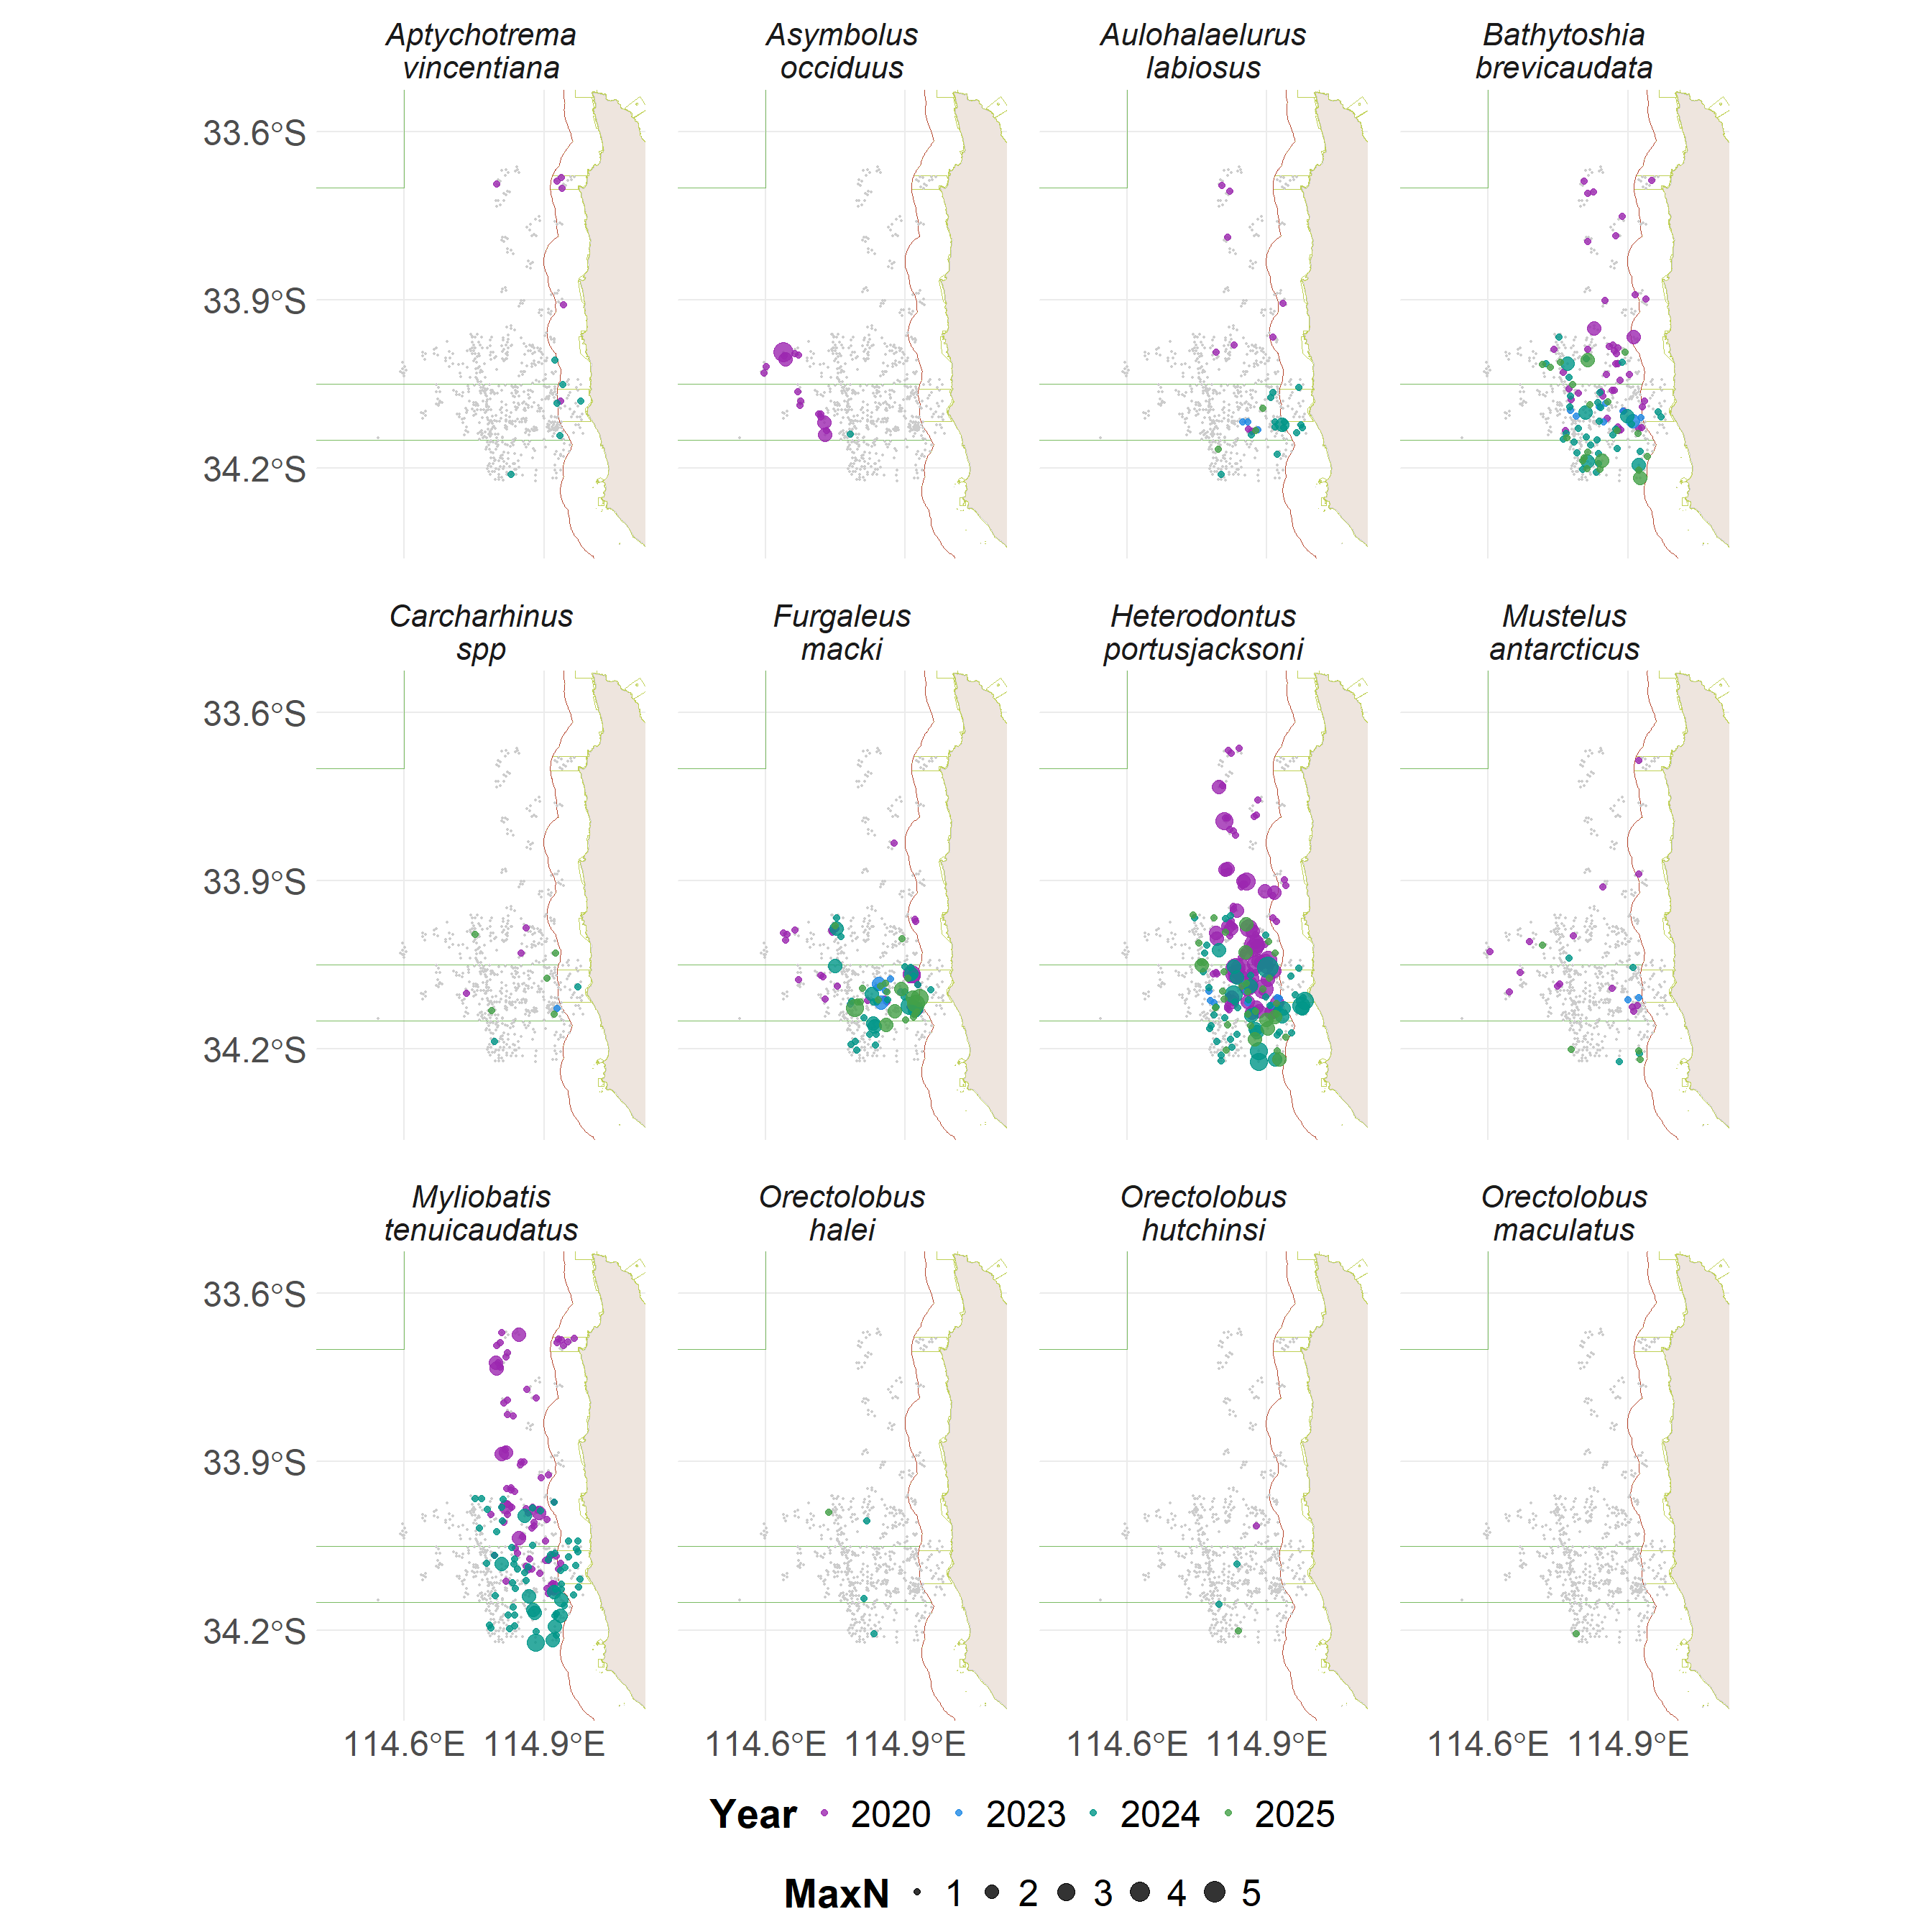 Aptychotrema Asymbolus Aulohalaelurus Bathytoshia
vincentiana occiduus labiosus brevicaudata
33.6°S
33.9°S
34.2°S
Carcharhinus Furgaleus Heterodontus Mustelus
spp macki portusjacksoni antarcticus
33.6°S
33.9°S
34.2°S
Myliobatis Orectolobus Orectolobus Orectolobus
tenuicaudatus halei hutchinsi maculatus
33.6°S
33.9°S
34.2°S
114.6°E 114.9°E 114.6°E 114.9°E 114.6°E 114.9°E 114.6°E 114.9°E
Year 2020 2023 2024 2025
MaxN 1 2 3 4 5